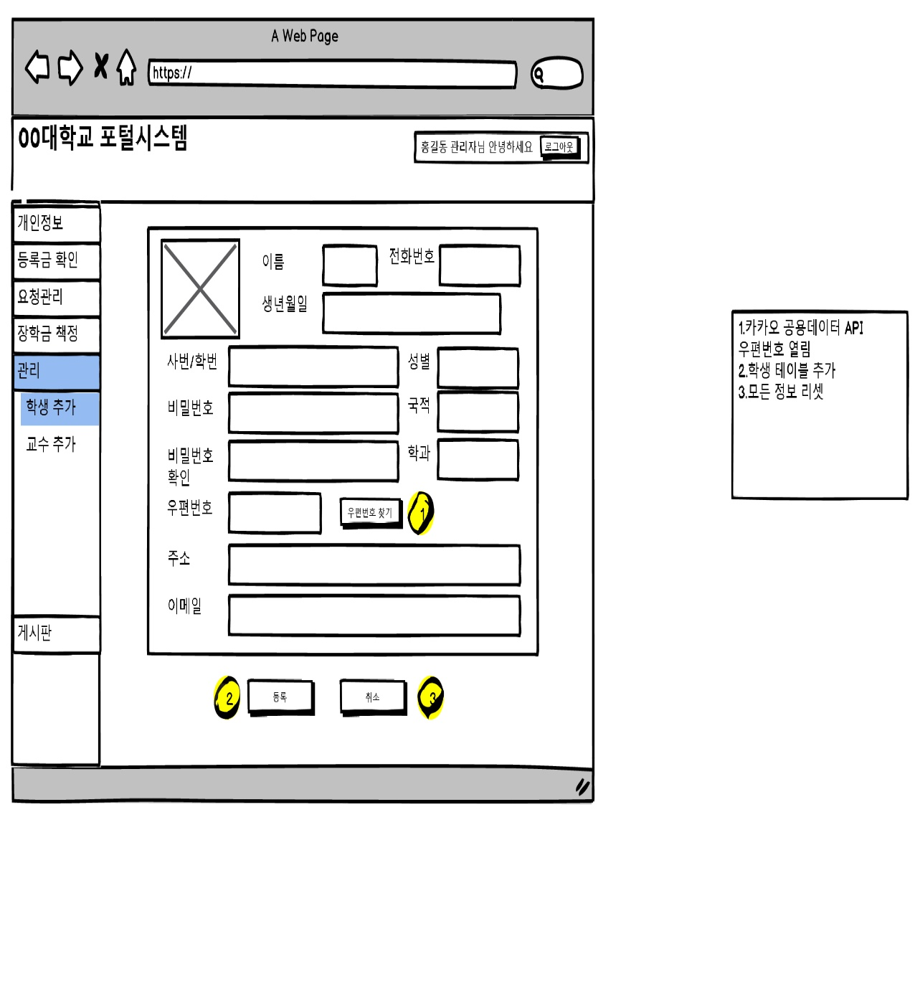 A Web Page
https://
00대학교 포털시스템
홍길동 관리자님 안녕하세요
로그아웃
개인정보
등록금 확인
요청관리
장학금 책정
관리
학생 추가
교수 추가
게시판
이름
전화번호
생년월일
사번/학번
성별
비밀번호
국적
비밀번호
확인
학과
우편번호
우편번호 찾기
1
주소
이메일
2
등록
취소
3
1.카카오 공용데이터 API
우편번호 열림
2.학생 테이블 추가
3.모든 정보 리셋